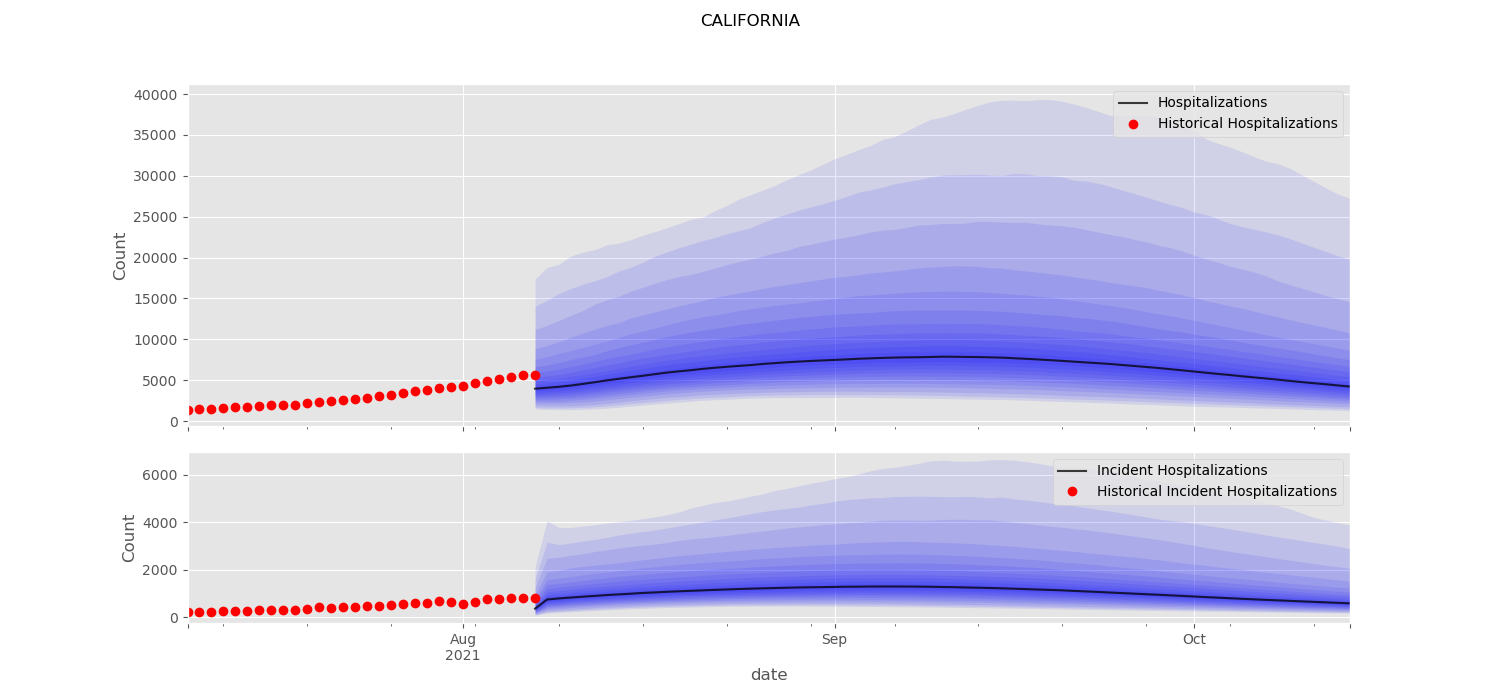 CALIFORNIA
40000
35000
30000
25000
20000
15000
10000
5000
0
Count
Hospitalizations
Historical Hospitalizations
6000
4000
2000
0
Count
Incident Hospitalizations
Historical Incident Hospitalizations
Aug
2021
Sep
Oct
date